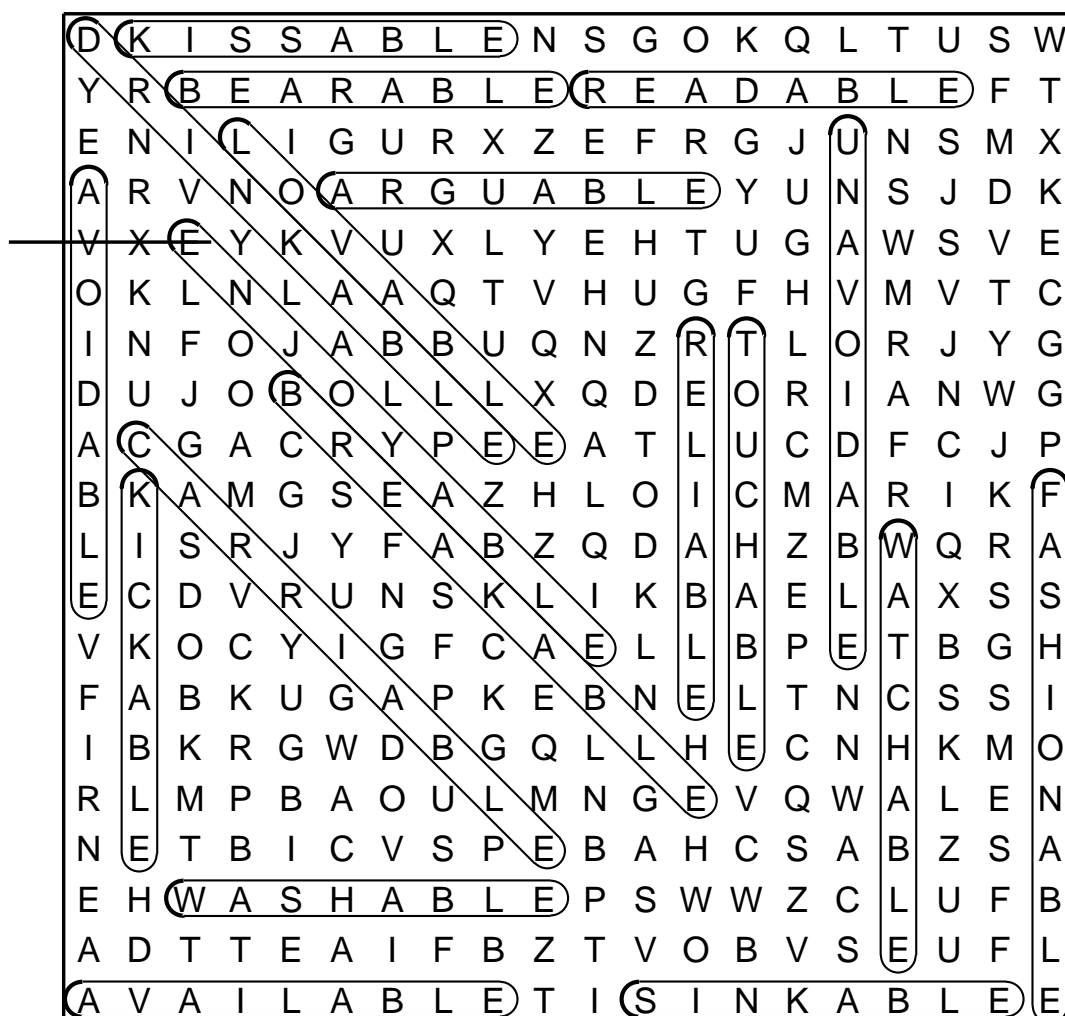 D K I S S A B L E N S G O K Q L T U S W
Y R B E A R A B L E R E A D A B L E F T
E N I L I G U R X Z E F R G J U N S M X
A R V N O A R G U A B L E Y U N S J D K
V X E Y K V U X L Y E H T U G A W S V E
O K L N L A A Q T V H U G F H V M V T C
I N F O J A B B U Q N Z R T L O R J Y G
D U J O B O L L L X Q D E O R I A N W G
A C G A C R Y P E E A T L U C D F C J P
B K A M G S E A Z H L O I C M A R I K F
L I S R J Y F A B Z Q D A H Z B W Q R A
E C D V R U N S K L I K B A E L A X S S
V K O C Y I G F C A E L L B P E T B G H
F A B K U G A P K E B N E L T N C S S I
I B K R G W D B G Q L L H E C N H K M O
R L M P B A O U L M N G E V Q W A L E N
N E T B I C V S P E B A H C S A B Z S A
E H W A S H A B L E P S W W Z C L U F B
A D T T E A I F B Z T V O B V S E U F L
A V A I L A B L E T I S I N K A B L E E